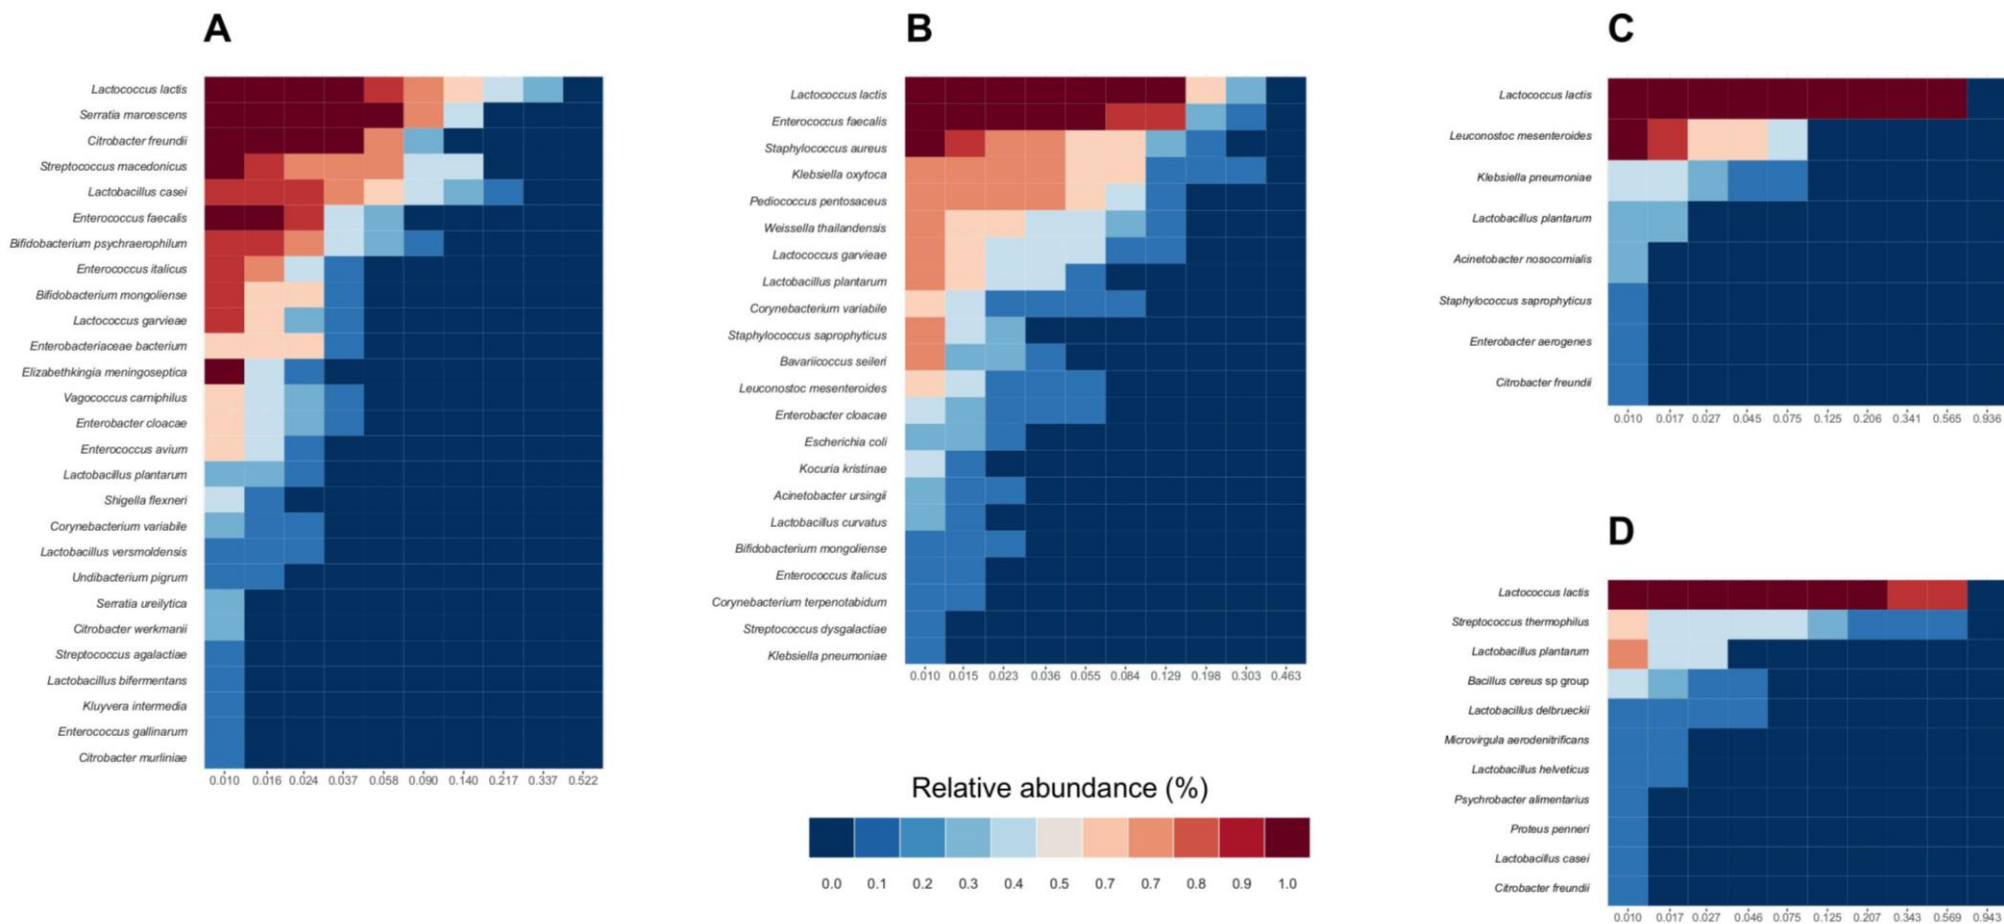 A
Lactococcus lactis
Serratia marcescens
Citrobacter freundii
Streptococcus macedonicus
Lactobacillus casei
Enterococcus faecalis
Bifidobacterium psychraerophilum
Enterococcus italicus
Bifidobacterium mongoliense
Lactococcus garvieae
Enterobacteriaceae bacterium
Elizabethkingia meningoseptica
Vagococcus carniphilus
Enterobacter cloacae
Enterococcus avium
Lactobacillus plantarum
Shigella flexneri
Corynebacterium variabile
Lactobacillus versmoldensis
Undibacterium pigrum
Serratia ureilytica
Citrobacter werkmanii
Streptococcus agalactiae
Lactobacillus bifermentans
Kluyvera intermedia
Enterococcus gallinarum
Citrobacter murliniae
0.010 0.016 0.024 0.037 0.058 0.090 0.140 0.217 0.337 0.522
B
Lactococcus lactis
Enterococcus faecalis
Staphylococcus aureus
Klebsiella oxytoca
Pediococcus pentosaceus
Weissella thailandensis
Lactococcus garvieae
Lactobacillus plantarum
Corynebacterium variabile
Staphylococcus saprophyticus
Bavariicoccus seileri
Leuconostoc mesenteroides
Enterobacter cloacae
Escherichia coli
Kocuria kristinae
Acinetobacter ursingii
Lactobacillus curvatus
Bifidobacterium mongoliense
Enterococcus italicus
Corynebacterium terpenotabidum
Streptococcus dysgalactiae
Klebsiella pneumoniae
0.010 0.015 0.023 0.036 0.055 0.084 0.129 0.198 0.303 0.463
Relative abundance (%)
0.0 0.1 0.2 0.3 0.4 0.5 0.7 0.7 0.8 0.9 1.0
C
Lactococcus lactis
Leuconostoc mesenteroides
Klebsiella pneumoniae
Lactobacillus plantarum
Acinetobacter nosocomialis
Staphylococcus saprophyticus
Enterobacter aerogenes
Citrobacter freundii
0.010 0.017 0.027 0.045 0.075 0.125 0.206 0.341 0.565 0.936
D
Lactococcus lactis
Streptococcus thermophilus
Lactobacillus plantarum
Bacillus cereus sp group
Lactobacillus delbrueckii
Microvirgula aerodenitrificans
Lactobacillus helveticus
Psychrobacter alimentarius
Proteus penneri
Lactobacillus casei
Citrobacter freundii
0.010 0.017 0.027 0.046 0.075 0.125 0.207 0.343 0.569 0.943